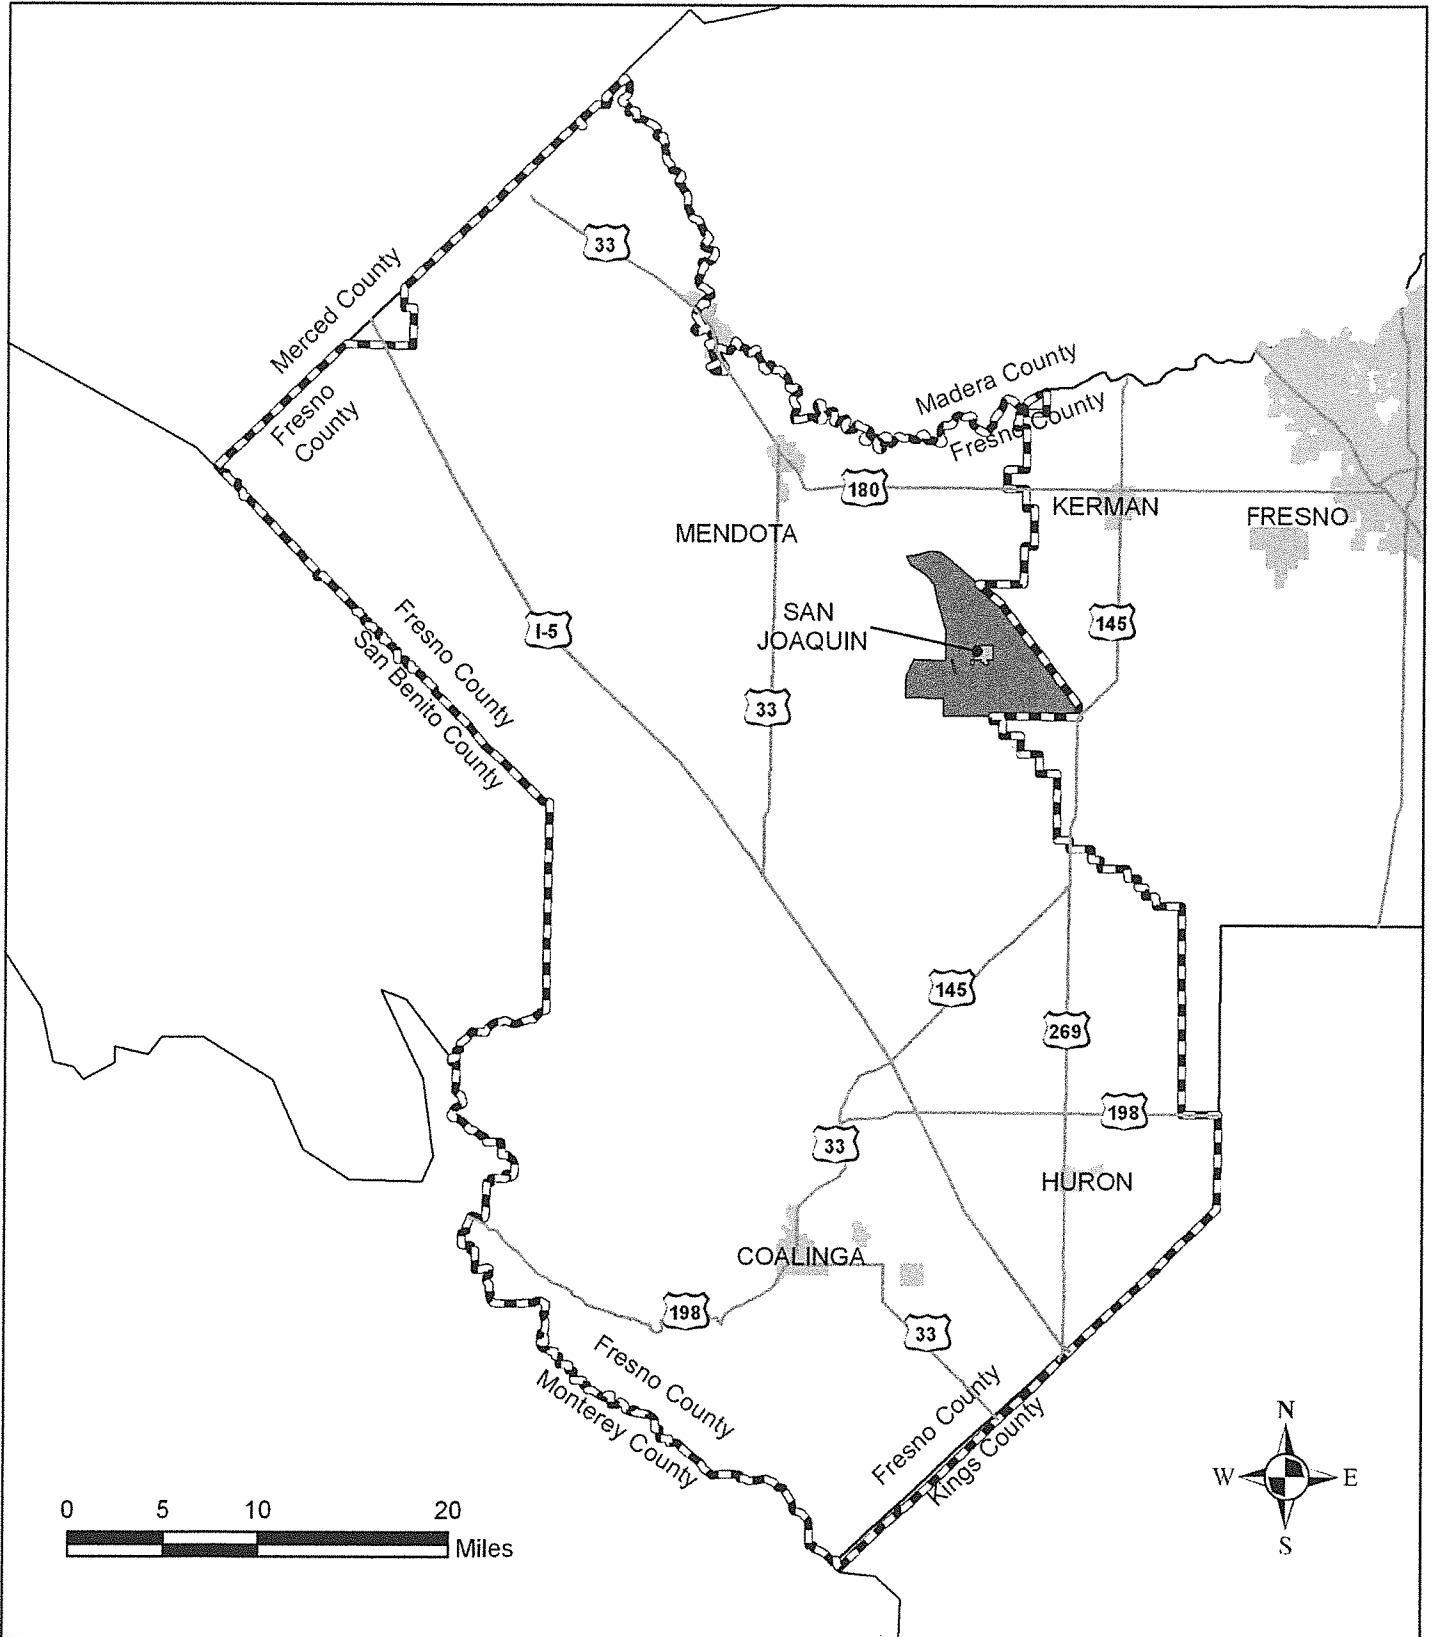 33
Merced County
Fresno
County
Madera County
Fresno County
180
KERMAN
FRESNO
MENDOTA
SAN
JOAQUIN
145
I-5
Fresno County
San Benito County
33
145
269
198
33
HURON
COALINGA
198
33
Fresno County
Monterey County
Fresno County
Kings County
N
W
E
S
0 5 10 20
Miles